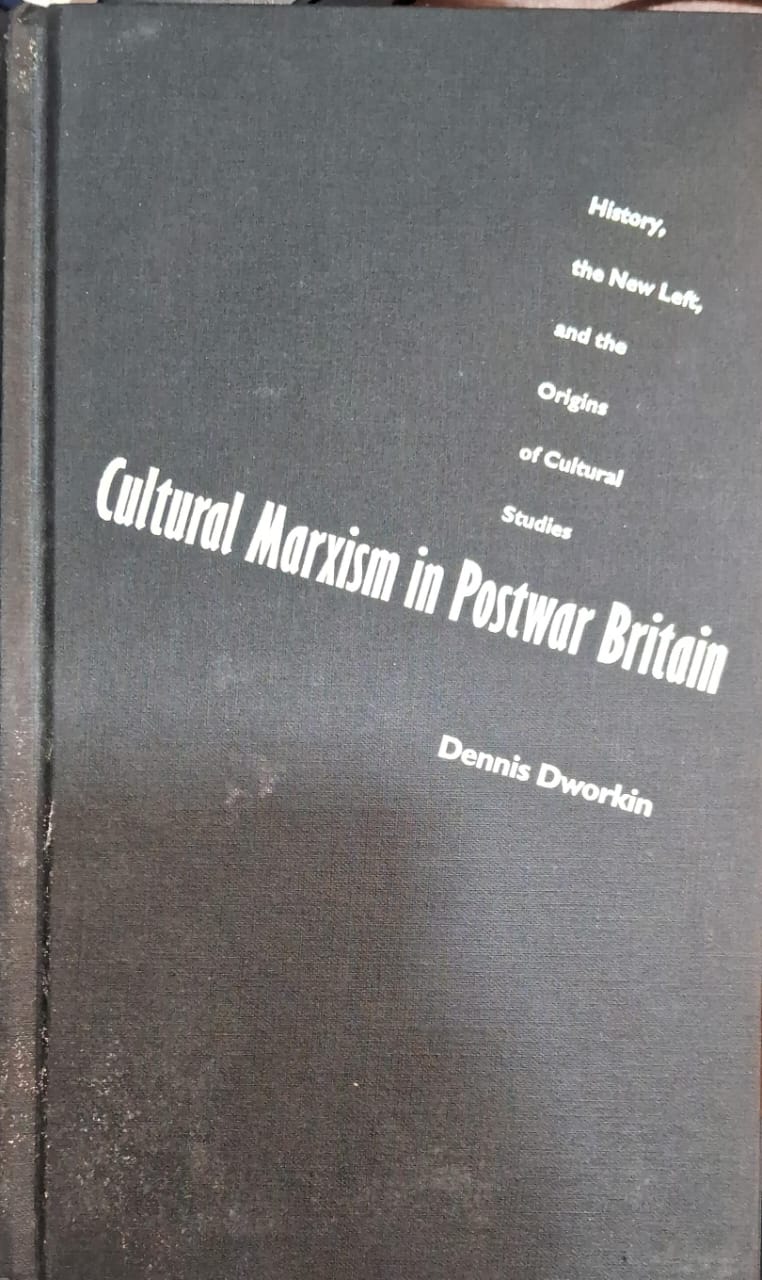 History,
the New Left,
and the
Origins
of Cultural
Studies
Cultural Marxism in Postwar Britain
Dennis Dworkin